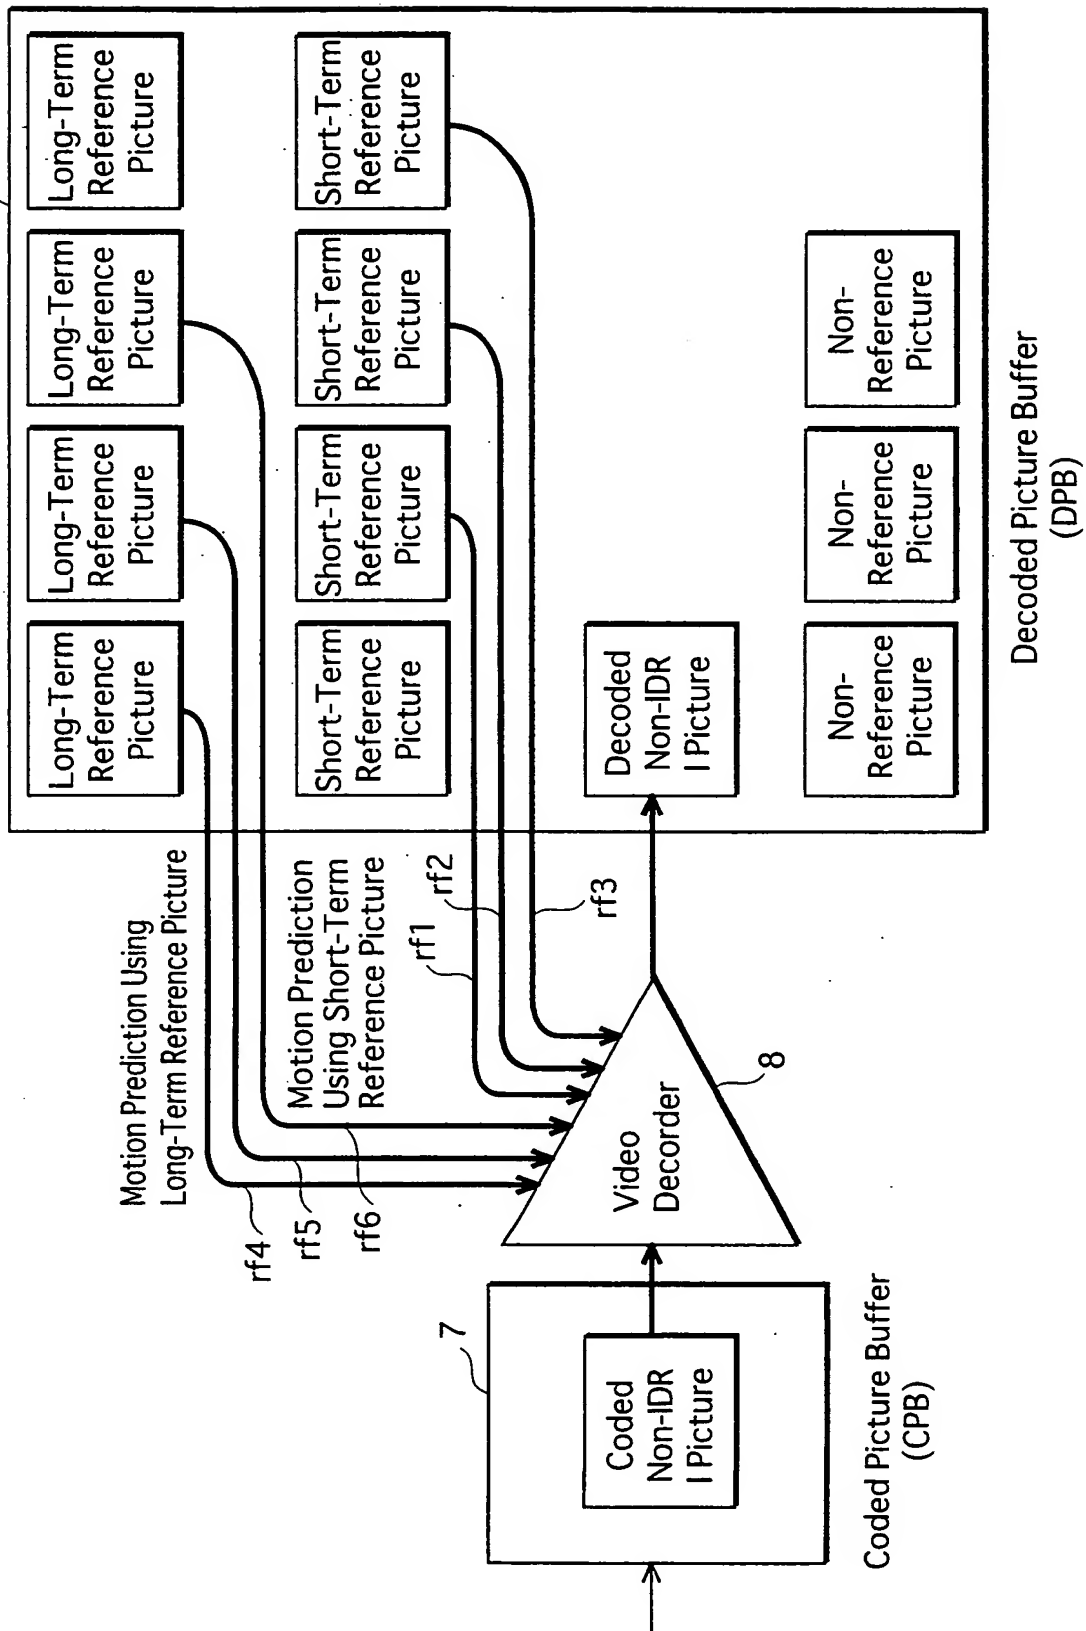 Long-Term
Reference
Picture
Long-Term
Reference
Picture
Long-Term
Reference
Picture
Long-Term
Reference
Picture
Motion Prediction Using
Long-Term Reference Picture
Short-Term
Reference
Picture
Short-Term
Reference
Picture
Short-Term
Reference
Picture
Short-Term
Reference
Picture
rf4
rf5
rf6
Motion Prediction
Using Short-Term
Reference Picture
rf1
rf2
rf3
7
Coded
Non-IDR
I Picture
Video
Decorder
8
Decoded
Non-IDR
I Picture
Non-
Reference
Picture
Non-
Reference
Picture
Non-
Reference
Picture
Coded Picture Buffer
(CPB)
Decoded Picture Buffer
(DPB)